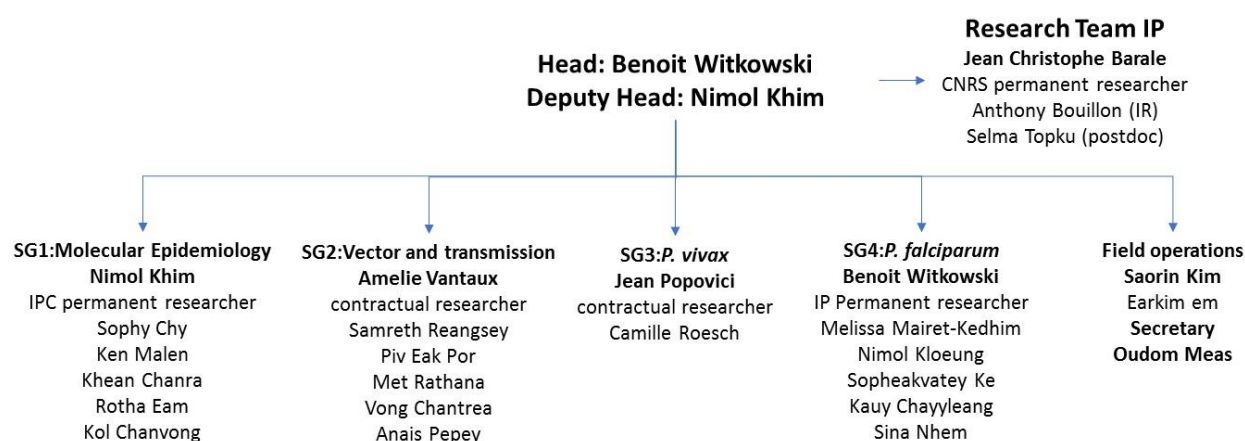 Research Team IP
Jean Christophe Barale
CNRS permanent researcher
Anthony Bouillon (IR)
Selma Topku (postdoc)
Head: Benoit Witkowski
Deputy Head: Nimol Khim
SG1:Molecular Epidemiology
Nimol Khim
IPC permanent researcher
Sophy Chy
Ken Malen
Khean Chanra
Rotha Eam
Kol Chanvong
SG2:Vector and transmission
Amelie Vantaux
contractual researcher
Samreth Reangsey
Piv Eak Por
Met Rathana
Vong Chantrea
Anais Pepey
SG3:P. vivax
Jean Popovici
contractual researcher
Camille Roesch
SG4:P. falciparum
Benoit Witkowski
IP Permanent researcher
Melissa Mairet-Kedhim
Nimol Kloeung
Sopheakvatey Ke
Kauy Chayyleang
Sina Nhem
Field operations
Saorin Kim
Earkim em
Secretary
Oudom Meas